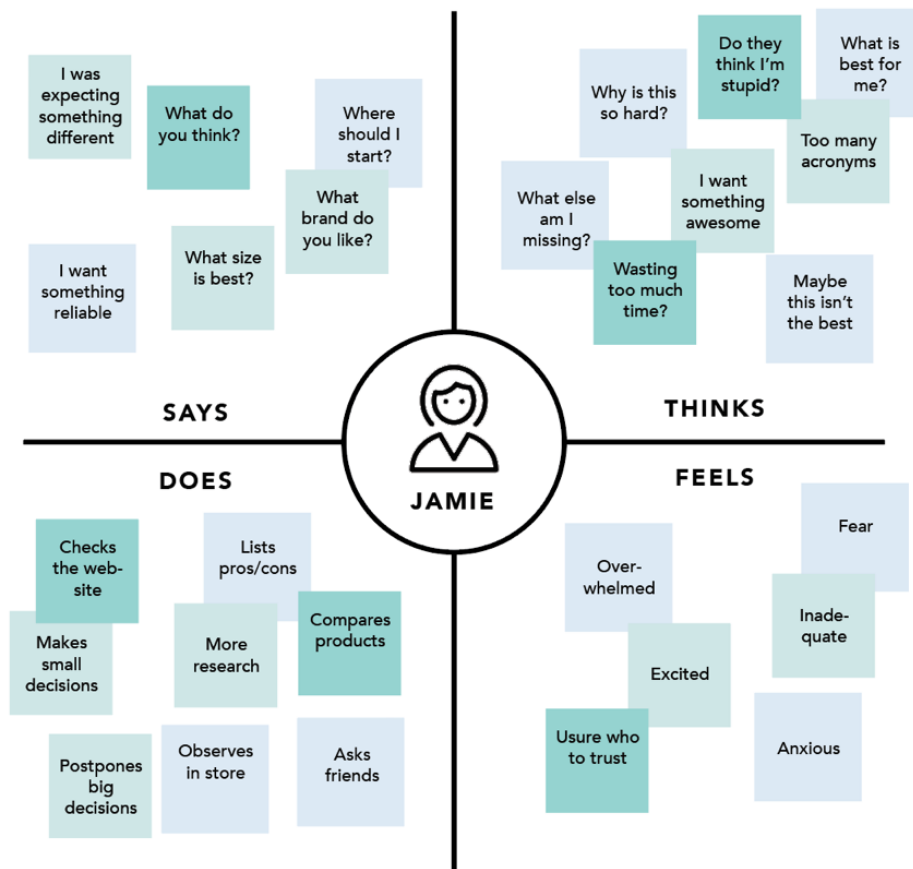 I was
expecting
something
different
What do
you think?
Where
should I
start?
What
brand do
you like?
What size
is best?
I want
something
reliable
SAYS
Do they
think I'm
stupid?
What is
best for
me?
Why is this
so hard?
Too many
acronyms
I want
something
awesome
What else
am I
missing?
Wasting
too much
time?
Maybe
this isn't
the best
THINKS
JAMIE
DOES
Checks
the web-
site
Lists
pros/cons
Compares
products
Makes
small
decisions
More
research
Postpones
big
decisions
Observes
in store
Asks
friends
FEELS
Fear
Over-
whelmed
Inade-
quate
Excited
Usure who
to trust
Anxious